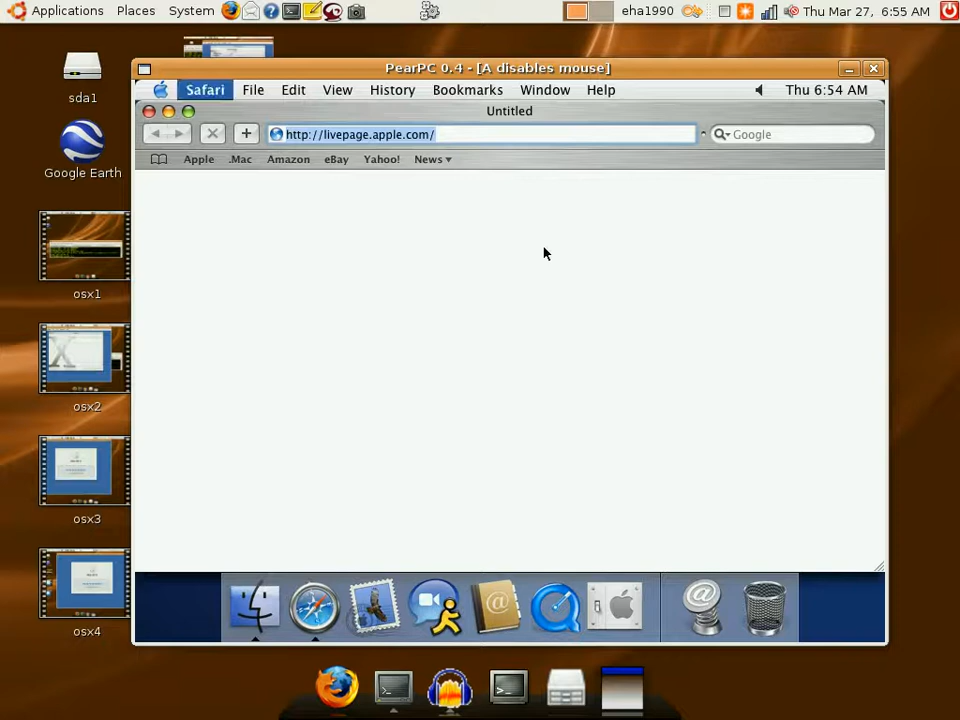 Applications Places System eha1990 Thu Mar 27, 6:55 AM
PearPC 0.4 - [A disables mouse]
Safari File Edit View History Bookmarks Window Help Thu 6:54 AM
Untitled
http://livepage.apple.com/ Google
Apple .Mac Amazon eBay Yahoo! News
sda1
Google Earth
osx1
osx2
osx3
osx4